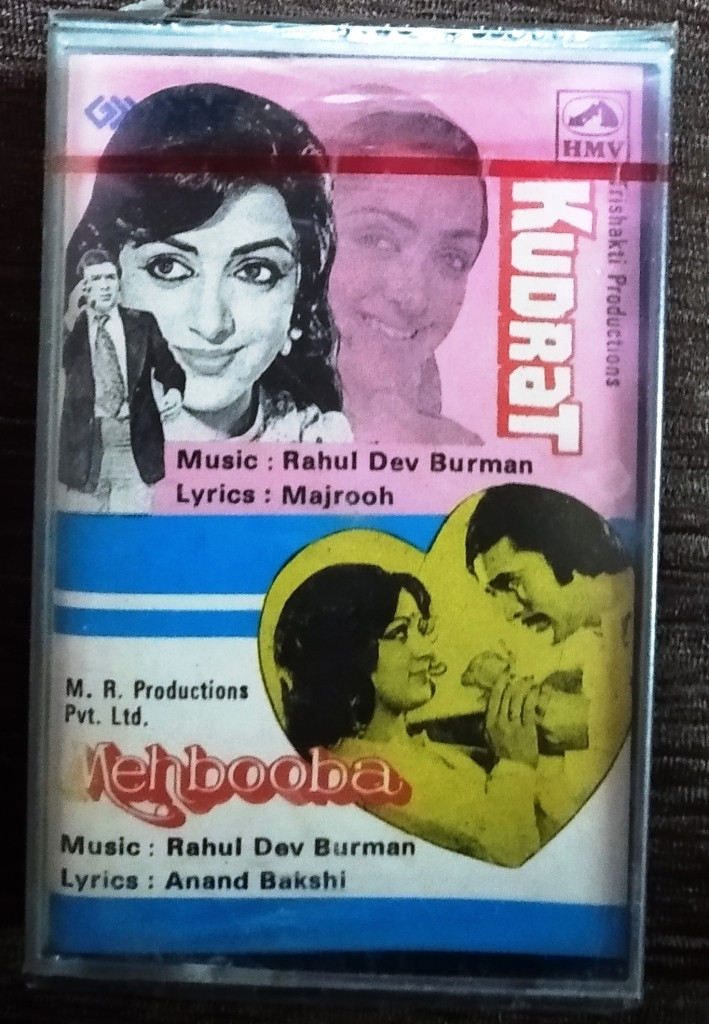 HMV
Trishakti Productions
KUDRaT
Music : Rahul Dev Burman
Lyrics : Majrooh
M. R. Productions
Pvt. Ltd.
Mehbooba
Music : Rahul Dev Burman
Lyrics : Anand Bakshi